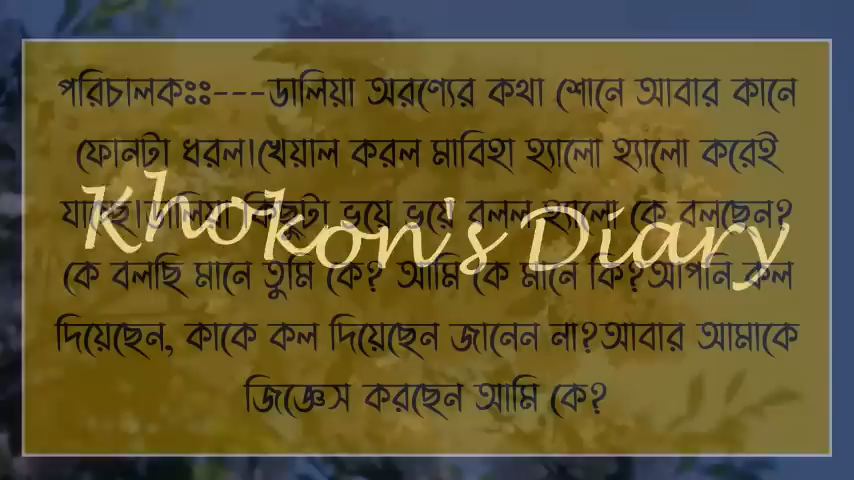 পরিচালকঃঃ---ডালিয়া অরণ্যের কথা শোনে আবার কানে
ফোনটা ধরল।খেয়াল করল মাবিহা হ্যালো হ্যালো করেই
যাচ্ছে।ডালিয়া কিছুটা ভয়ে ভয়ে বলল হ্যালো কে বলছেন?
Khokon's Diary
কে বলছি মানে তুমি কে? আমি কে মানে কি?আপনি কল
দিয়েছেন, কাকে কল দিয়েছেন জানেন না?আবার আমাকে
জিজ্ঞেস করছেন আমি কে?